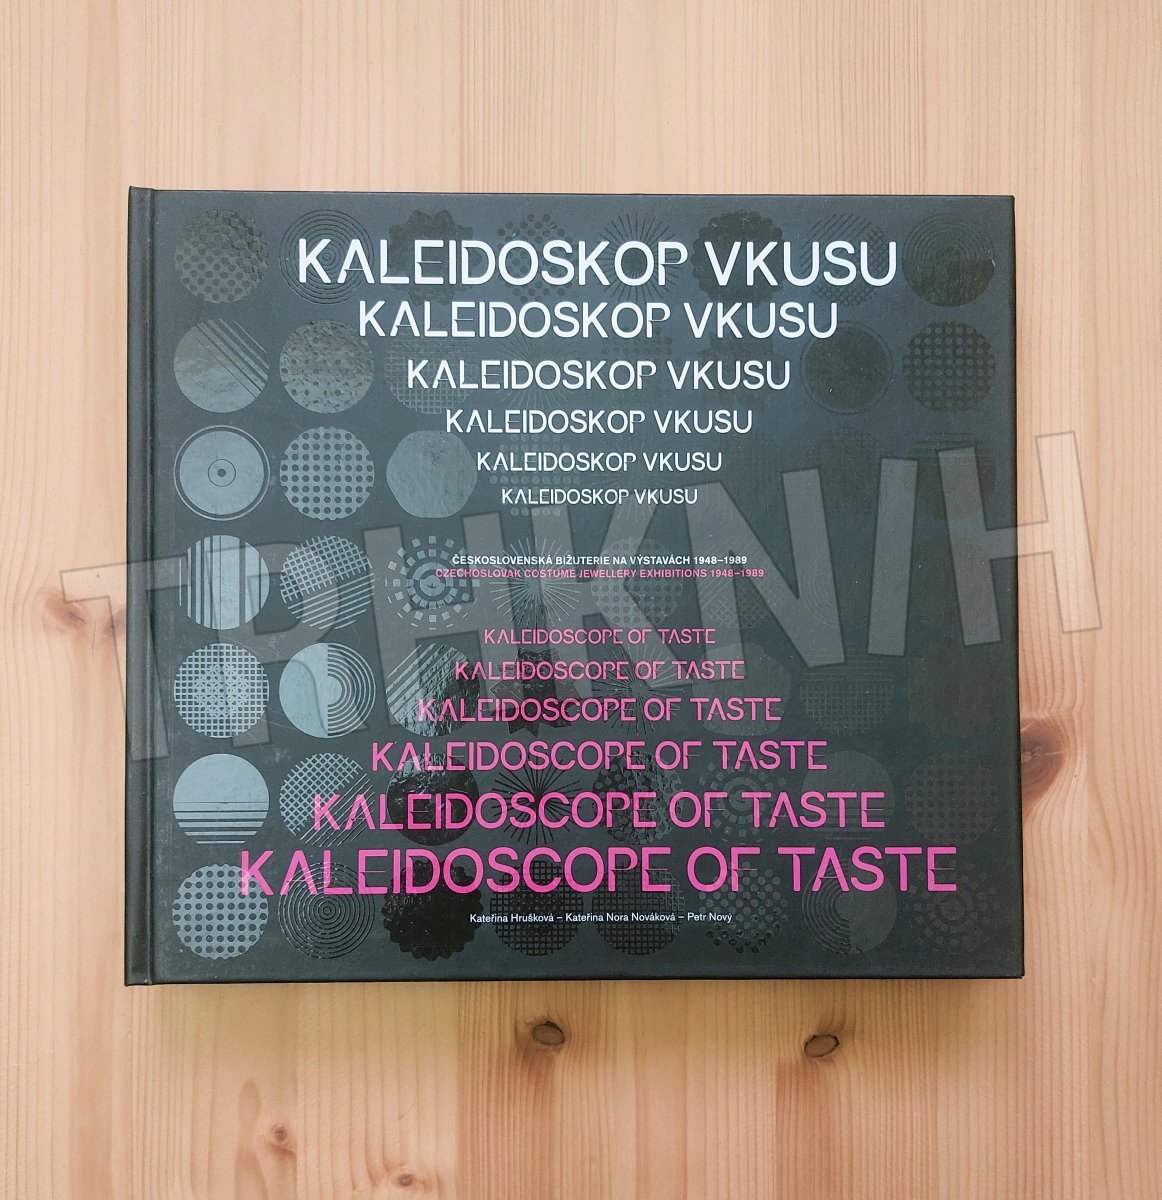 KALEIDOSKOP VKUSU
KALEIDOSKOP VKUSU
KALEIDOSKOP VKUSU
KALEIDOSKOP VKUSU
KALEIDOSKOP VKUSU
KALEIDOSKOP VKUSU
ČESKOSLOVENSKÁ BIŽUTERIE NA VÝSTAVÁCH 1948–1989
CZECHOSLOVAK COSTUME JEWELLERY EXHIBITIONS 1948–1989
TRHKNIH
KALEIDOSCOPE OF TASTE
KALEIDOSCOPE OF TASTE
KALEIDOSCOPE OF TASTE
KALEIDOSCOPE OF TASTE
KALEIDOSCOPE OF TASTE
KALEIDOSCOPE OF TASTE
Kateřina Hrušková – Kateřina Nora Nováková – Petr Nový